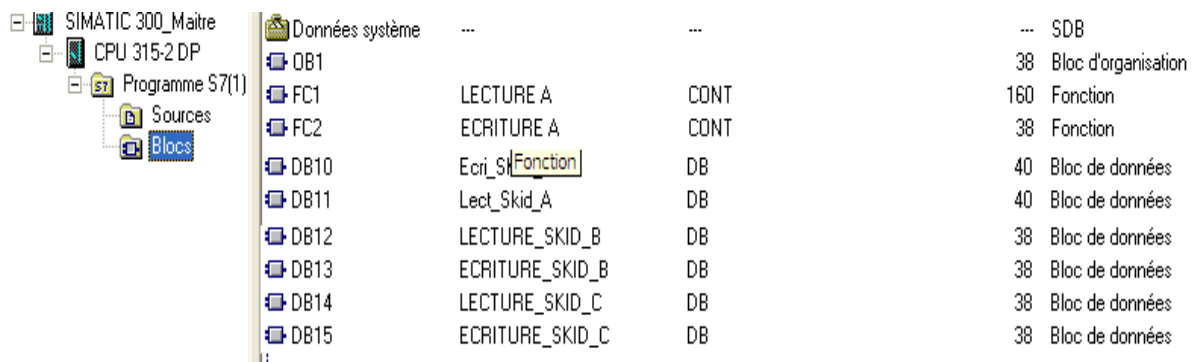 SIMATIC 300_Maitre
CPU 315-2 DP
Programme S7(1)
Sources
Blocs
Données système --- --- --- SDB
OB1 38 Bloc d'organisation
FC1 LECTURE A CONT 160 Fonction
FC2 ECRITURE A CONT 38 Fonction
DB10 Ecri_Sk Fonction DB 40 Bloc de données
DB11 Lect_Skid_A DB 40 Bloc de données
DB12 LECTURE_SKID_B DB 38 Bloc de données
DB13 ECRITURE_SKID_B DB 38 Bloc de données
DB14 LECTURE_SKID_C DB 38 Bloc de données
DB15 ECRITURE_SKID_C DB 38 Bloc de données